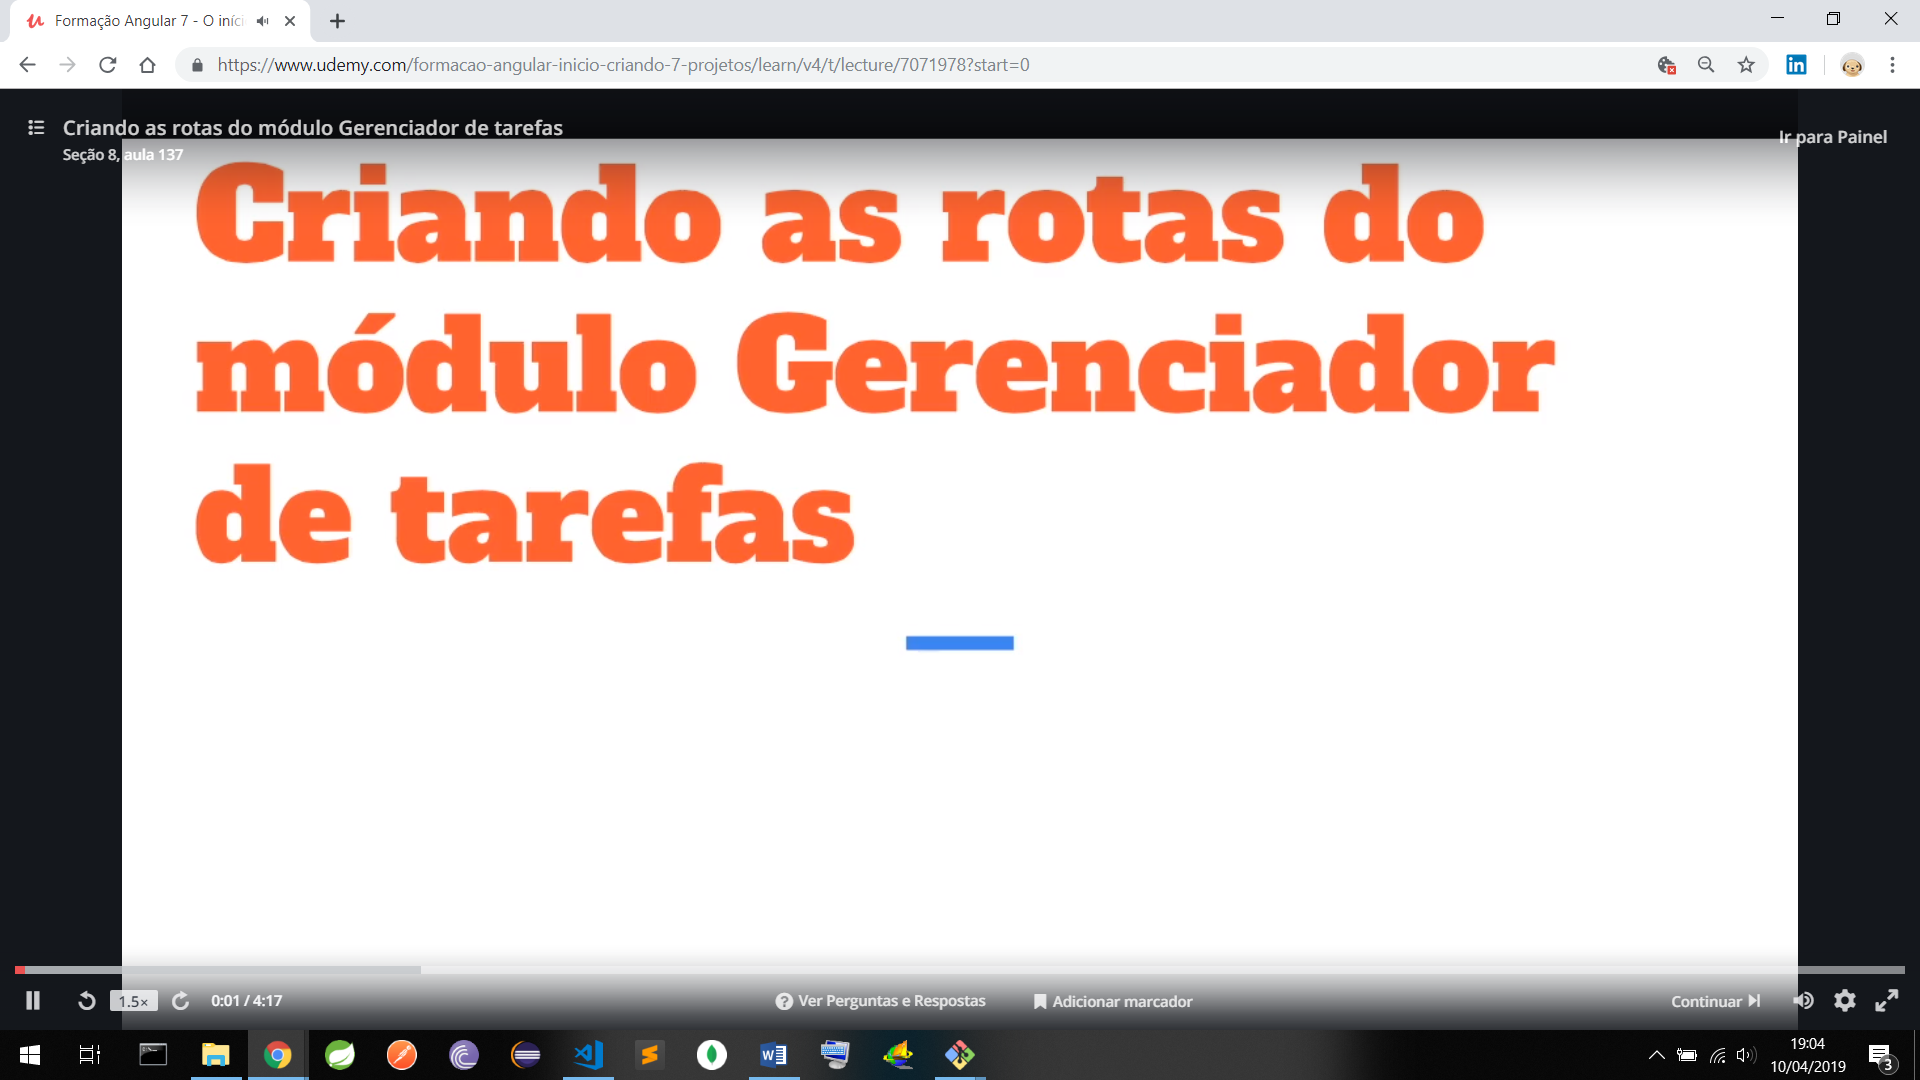 Formação Angular 7 - O iníci
https://www.udemy.com/formacao-angular-inicio-criando-7-projetos/learn/v4/t/lecture/7071978?start=0
Criando as rotas do módulo Gerenciador de tarefas
Seção 8, aula 137
Ir para Painel
Criando as rotas do
módulo Gerenciador
de tarefas
1.5×
0:01 / 4:17
? Ver Perguntas e Respostas
Adicionar marcador
Continuar
19:04
10/04/2019
3